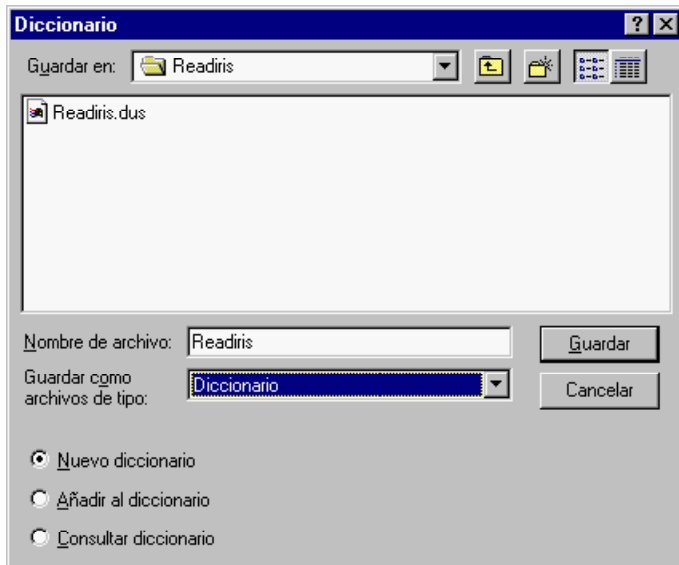 Diccionario
Guardar en: Readiris
Readiris.dus
Nombre de archivo: Readiris Guardar
Guardar como
archivos de tipo: Diccionario Cancelar
Nuevo diccionario
Añadir al diccionario
Consultar diccionario